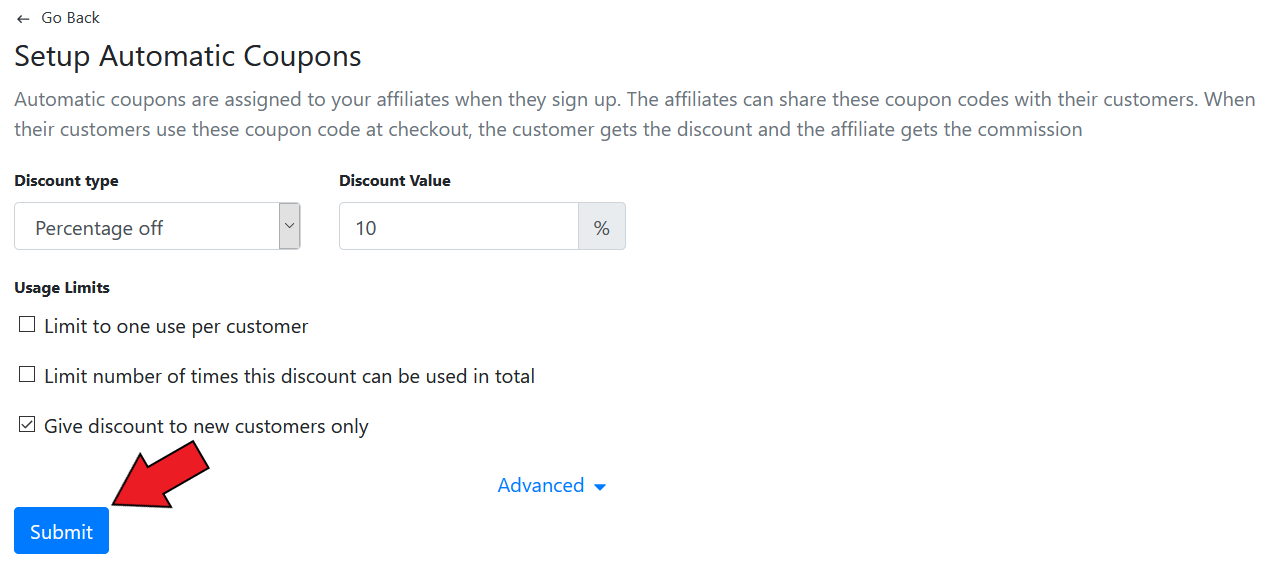 ← Go Back
Setup Automatic Coupons
Automatic coupons are assigned to your affiliates when they sign up. The affiliates can share these coupon codes with their customers. When
their customers use these coupon code at checkout, the customer gets the discount and the affiliate gets the commission
Discount type Discount Value
Percentage off 10 %
Usage Limits
Limit to one use per customer
Limit number of times this discount can be used in total
Give discount to new customers only
Advanced
Submit